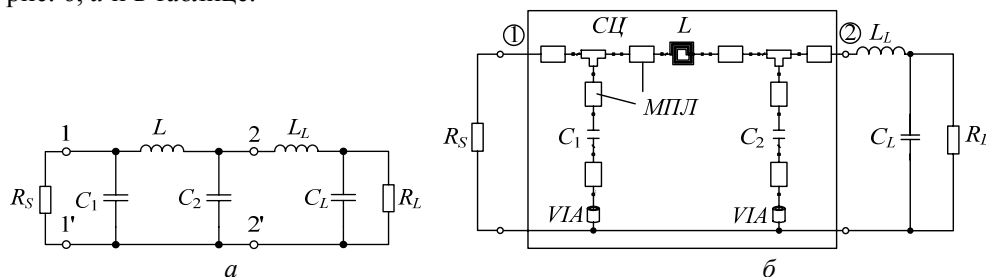 рис. 6, а и в таблице.
1 L 2 L_L
R_S C_1 C_2 C_L R_L
1' 2'
а
① СЦ L ② L_L
МПЛ
R_S C_1 C_2 C_L R_L
VIA VIA
б